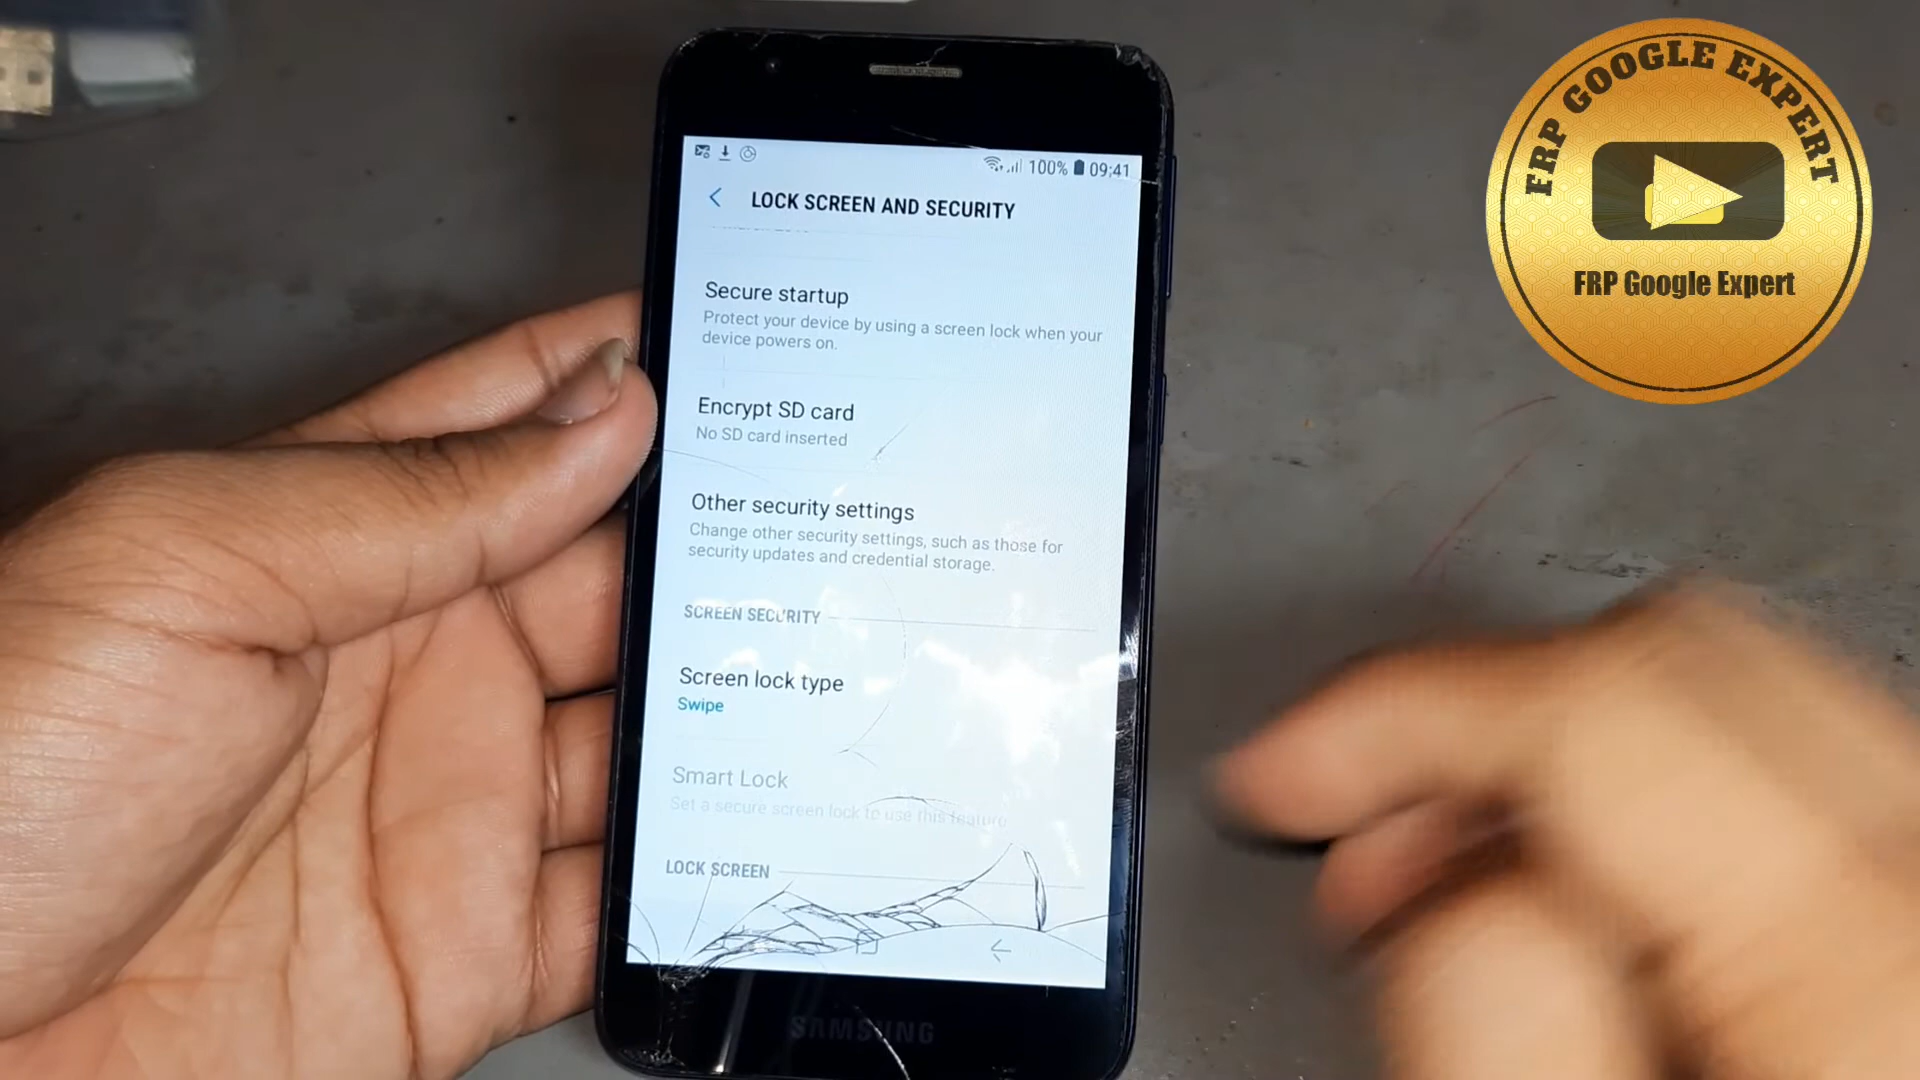 100% 09:41
LOCK SCREEN AND SECURITY
Secure startup
Protect your device by using a screen lock when your
device powers on.
Encrypt SD card
No SD card inserted
Other security settings
Change other security settings, such as those for
security updates and credential storage.
SCREEN SECURITY
Screen lock type
Swipe
Smart Lock
Set a secure screen lock to use this feature
LOCK SCREEN
SAMSUNG
FRP GOOGLE EXPERT
FRP Google Expert